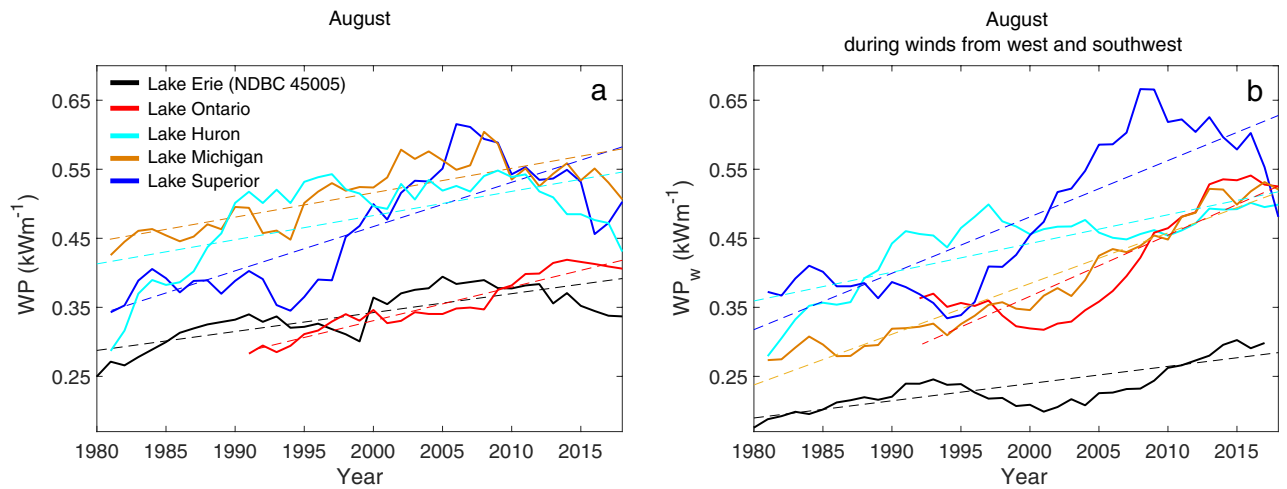 August
a
Lake Erie (NDBC 45005)
Lake Ontario
Lake Huron
Lake Michigan
Lake Superior
WP (kWm⁻¹)
0.65
0.55
0.45
0.35
0.25
1980 1985 1990 1995 2000 2005 2010 2015
Year
August
during winds from west and southwest
b
WP_w (kWm⁻¹)
0.65
0.55
0.45
0.35
0.25
1980 1985 1990 1995 2000 2005 2010 2015
Year